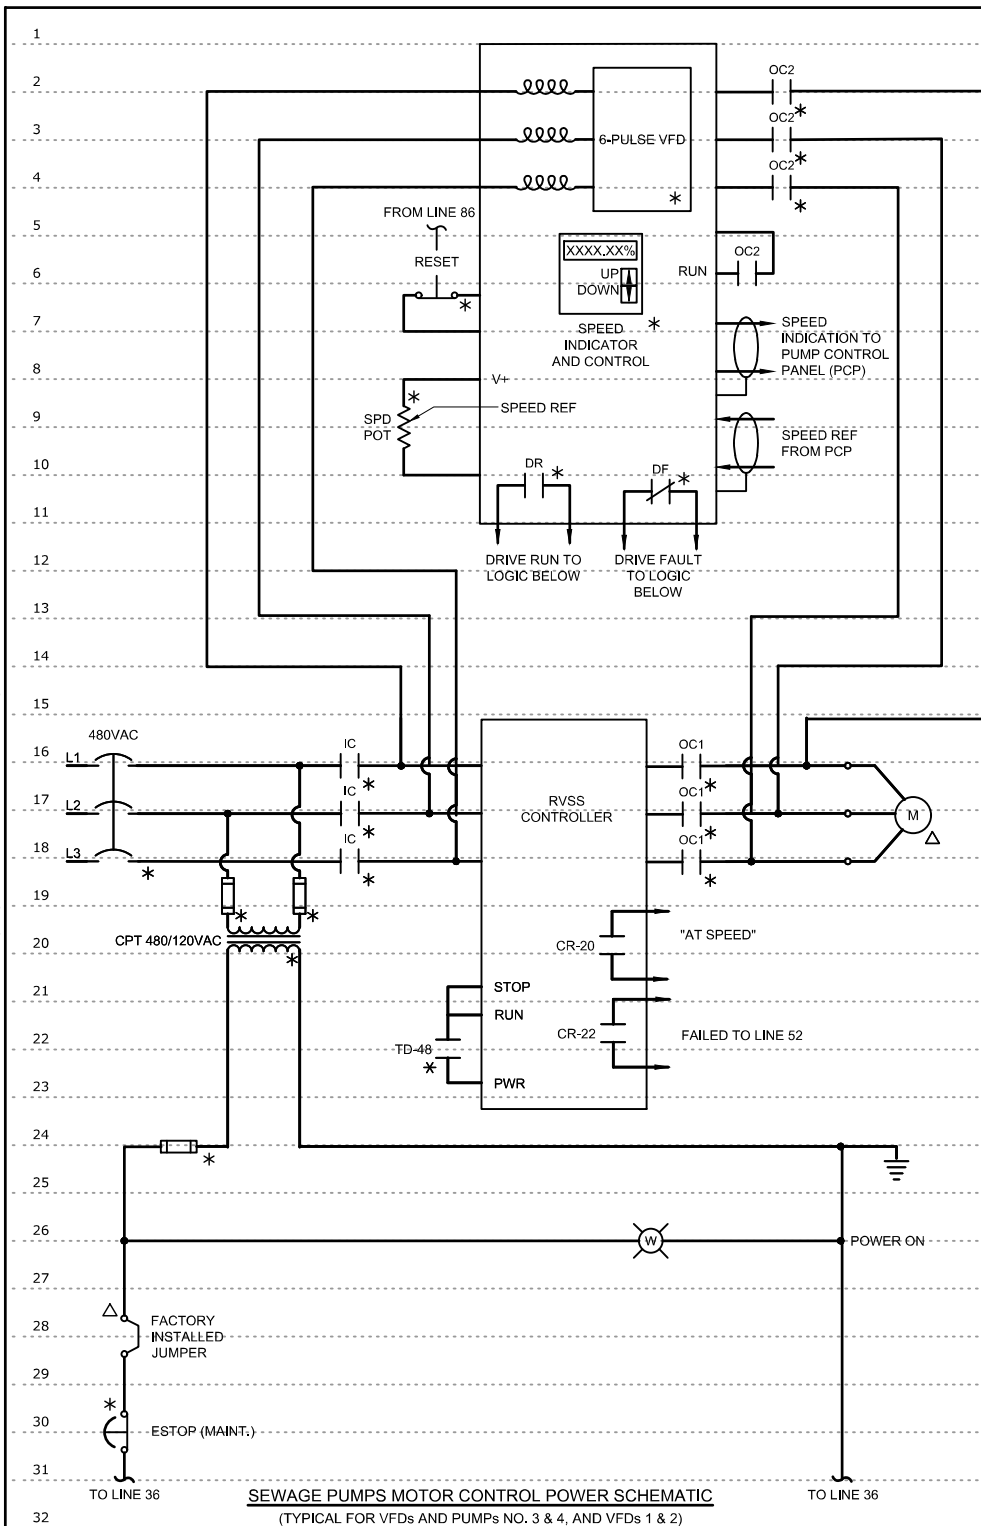 1
2
OC2
3
OC2
6-PULSE VFD
4
OC2
5
FROM LINE 86
XXXX.XX%
OC2
6
RESET
UP
DOWN
RUN
7
SPEED
INDICATOR
AND CONTROL
SPEED
INDICATION TO
PUMP CONTROL
PANEL (PCP)
8
V+
9
SPD
POT
SPEED REF
SPEED REF
FROM PCP
10
DR
DF
11
12
DRIVE RUN TO
LOGIC BELOW
DRIVE FAULT
TO LOGIC
BELOW
13
14
15
480VAC
16
L1
IC
OC1
17
L2
IC
RVSS
CONTROLLER
OC1
M
18
L3
IC
OC1
19
20
CPT 480/120VAC
CR-20
"AT SPEED"
21
STOP
RUN
22
TD-48
CR-22
FAILED TO LINE 52
23
PWR
24
25
26
W
POWER ON
27
28
FACTORY
INSTALLED
JUMPER
29
30
ESTOP (MAINT.)
31
TO LINE 36
TO LINE 36
SEWAGE PUMPS MOTOR CONTROL POWER SCHEMATIC
32
(TYPICAL FOR VFDs AND PUMPs NO. 3 & 4, AND VFDs 1 & 2)